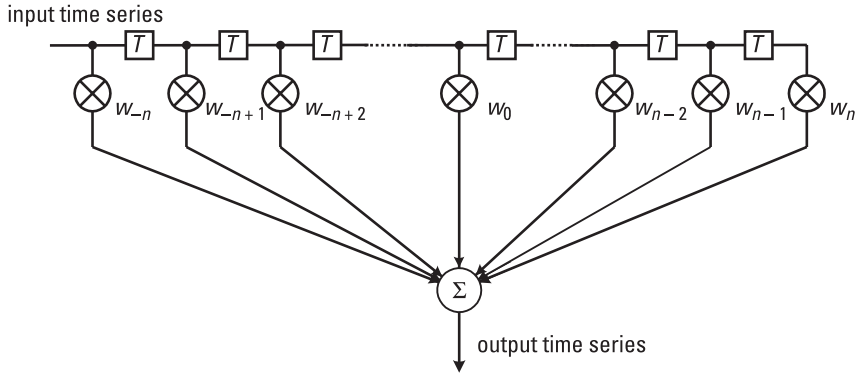 input time series
T T T T T T
w₋ₙ w₋ₙ₊₁ w₋ₙ₊₂ w₀ wₙ₋₂ wₙ₋₁ wₙ
Σ
output time series